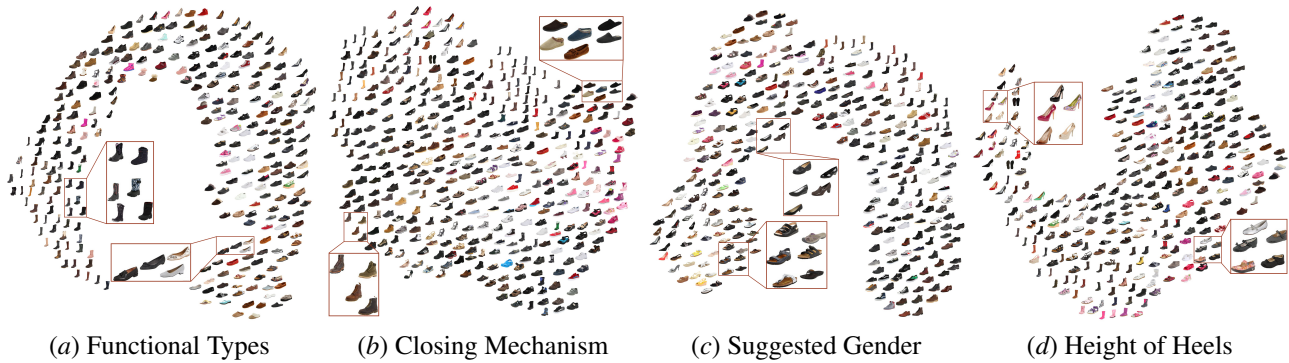 (a) Functional Types
(b) Closing Mechanism
(c) Suggested Gender
(d) Height of Heels